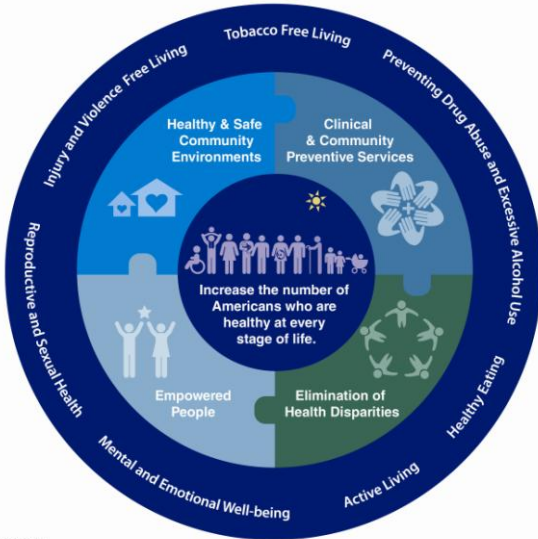 Tobacco Free Living
Preventing Drug Abuse and Excessive Alcohol Use
Healthy Eating
Active Living
Mental and Emotional Well-being
Reproductive and Sexual Health
Injury and Violence Free Living
Healthy & Safe
Community
Environments
Clinical
& Community
Preventive Services
Increase the number of
Americans who are
healthy at every
stage of life.
Empowered
People
Elimination of
Health Disparities